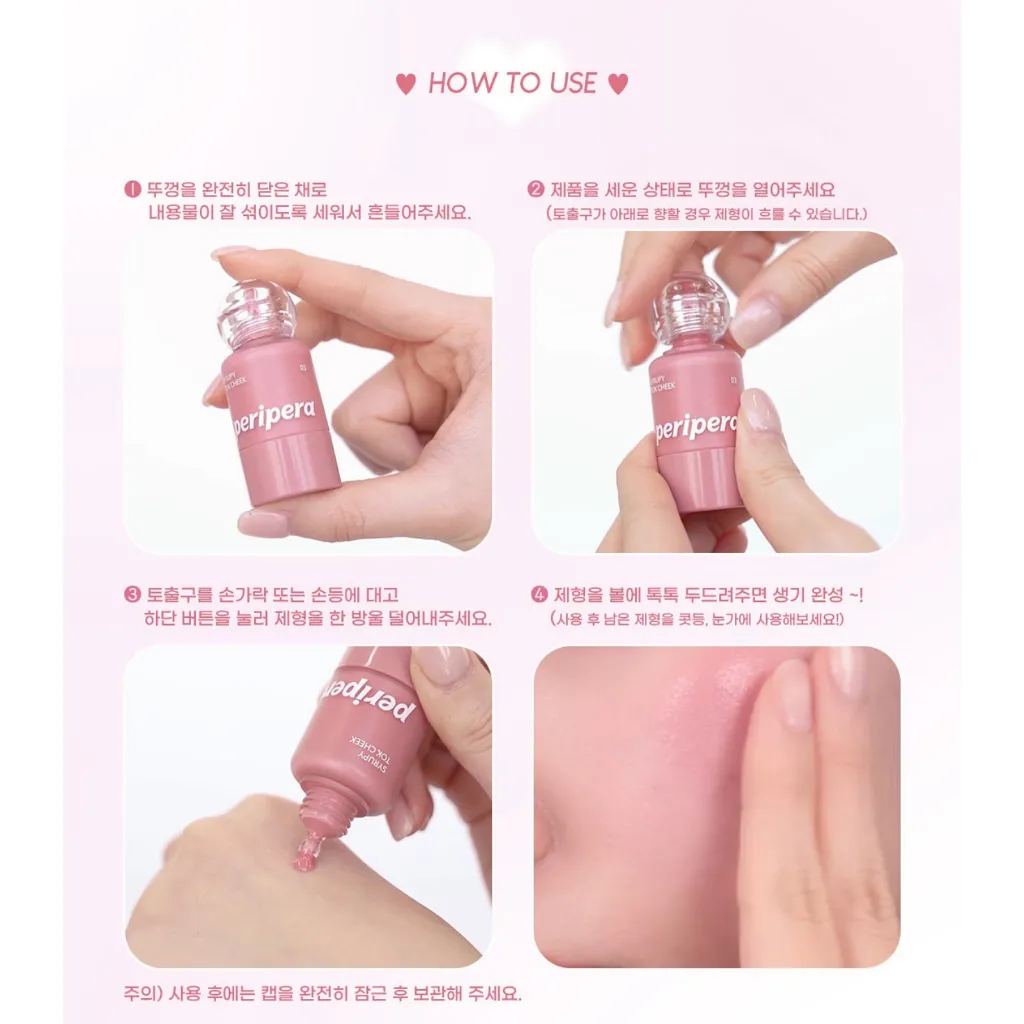 ♥ HOW TO USE ♥
❶ 뚜껑을 완전히 닫은 채로
내용물이 잘 섞이도록 세워서 흔들어주세요.
❷ 제품을 세운 상태로 뚜껑을 열어주세요
(토출구가 아래로 향할 경우 제형이 흐를 수 있습니다.)
03
CHEEK
peripera
03
CHEEK
peripera
❸ 토출구를 손가락 또는 손등에 대고
하단 버튼을 눌러 제형을 한 방울 덜어내주세요.
❹ 제형을 볼에 톡톡 두드려주면 생기 완성 ~!
(사용 후 남은 제형을 콧등, 눈가에 사용해보세요!)
peripera
SYRUPY
TOK CHEEK
주의) 사용 후에는 캡을 완전히 잠근 후 보관해 주세요.